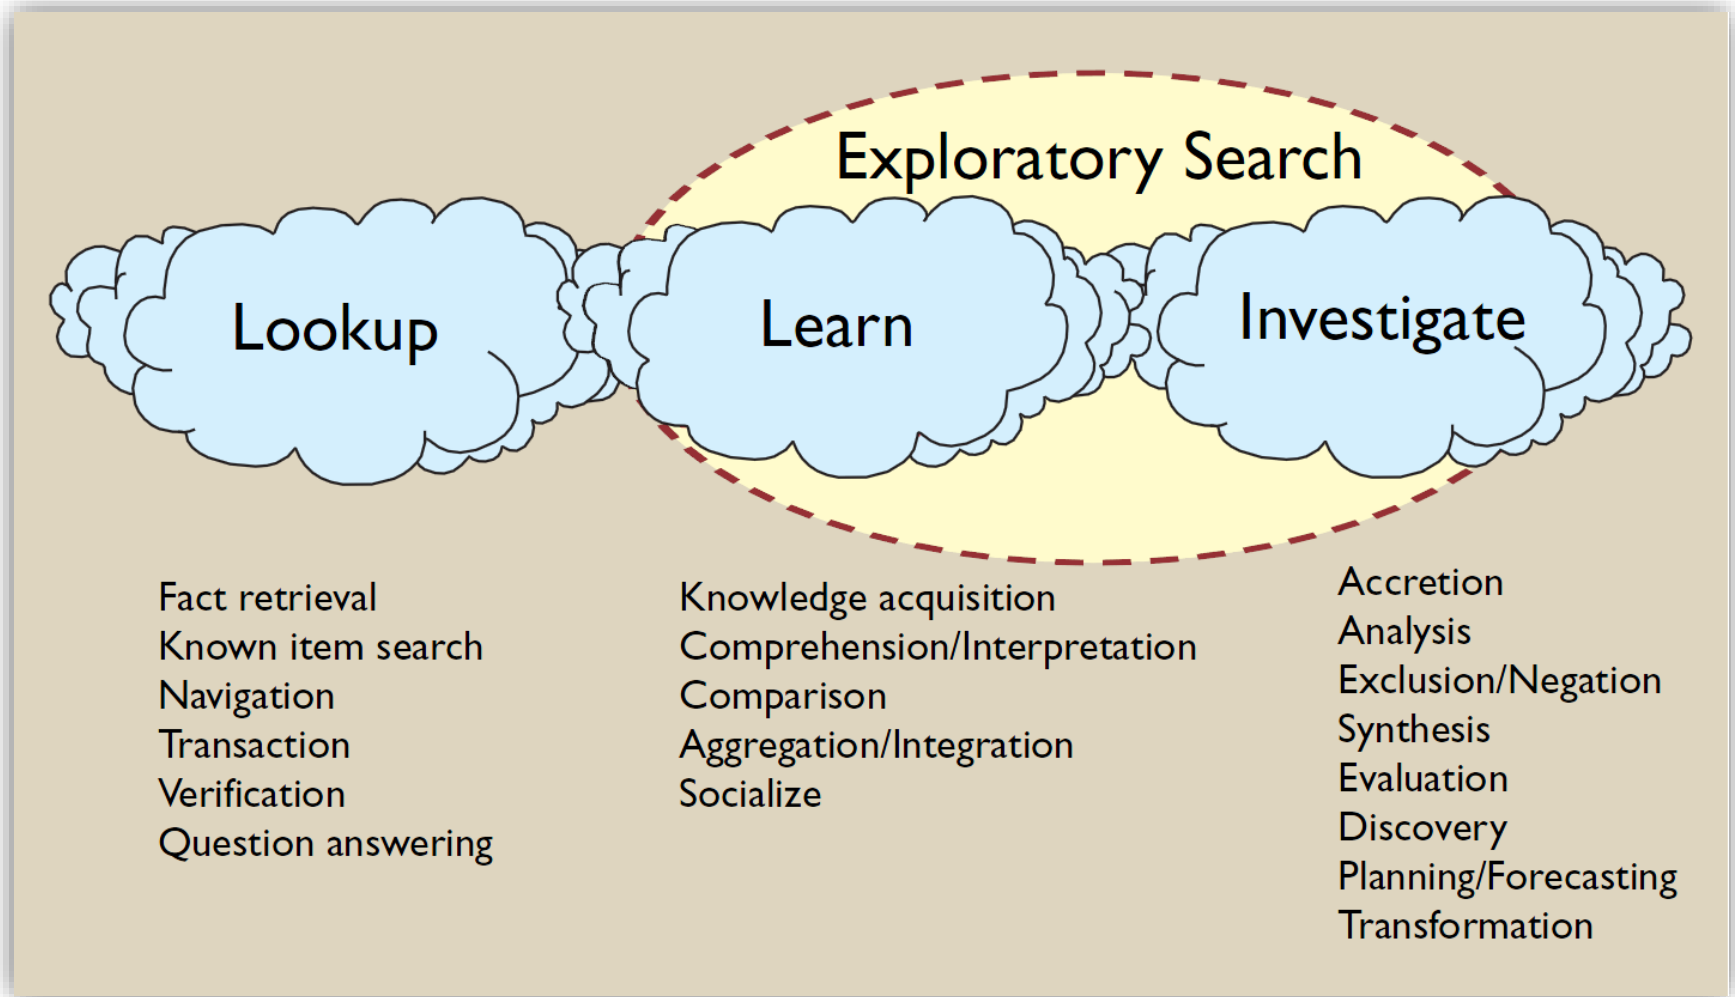 Exploratory Search
Lookup
Learn
Investigate
Fact retrieval
Known item search
Navigation
Transaction
Verification
Question answering
Knowledge acquisition
Comprehension/Interpretation
Comparison
Aggregation/Integration
Socialize
Accretion
Analysis
Exclusion/Negation
Synthesis
Evaluation
Discovery
Planning/Forecasting
Transformation